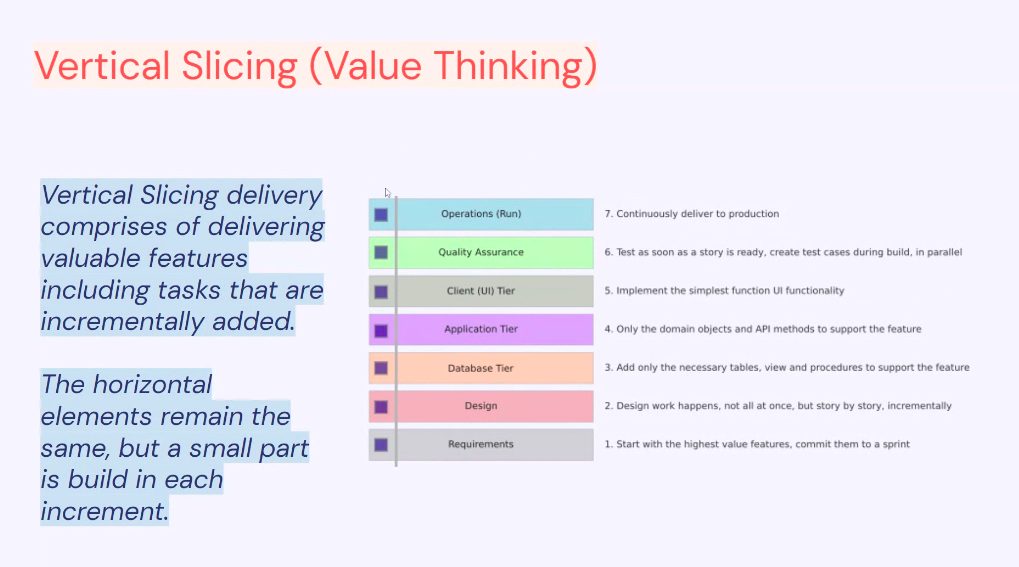 Vertical Slicing (Value Thinking)
Vertical Slicing delivery
comprises of delivering
valuable features
including tasks that are
incrementally added.
The horizontal
elements remain the
same, but a small part
is build in each
increment.
Operations (Run) 7. Continuously deliver to production
Quality Assurance 6. Test as soon as a story is ready, create test cases during build, in parallel
Client (UI) Tier 5. Implement the simplest function UI functionality
Application Tier 4. Only the domain objects and API methods to support the feature
Database Tier 3. Add only the necessary tables, view and procedures to support the feature
Design 2. Design work happens, not all at once, but story by story, incrementally
Requirements 1. Start with the highest value features, commit them to a sprint